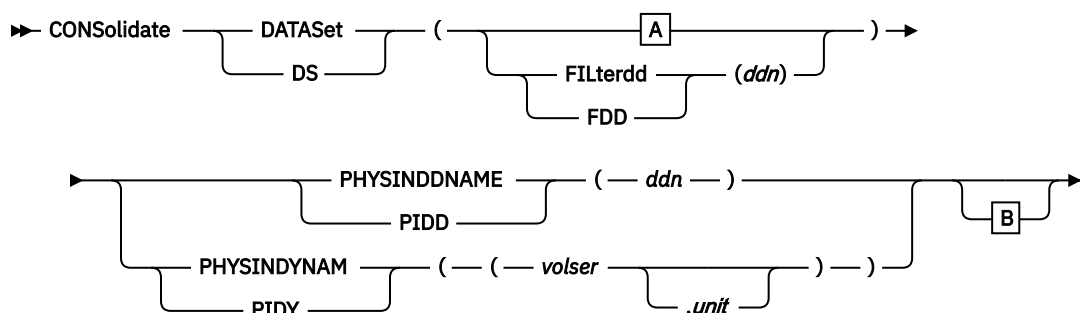 CONSolidate DATASet ( A )
DS FILterdd (ddn)
FDD
PHYSINDDNAME ( ddn )
PIDD B
PHYSINDYNAM ( ( volser ) )
PIDY .unit